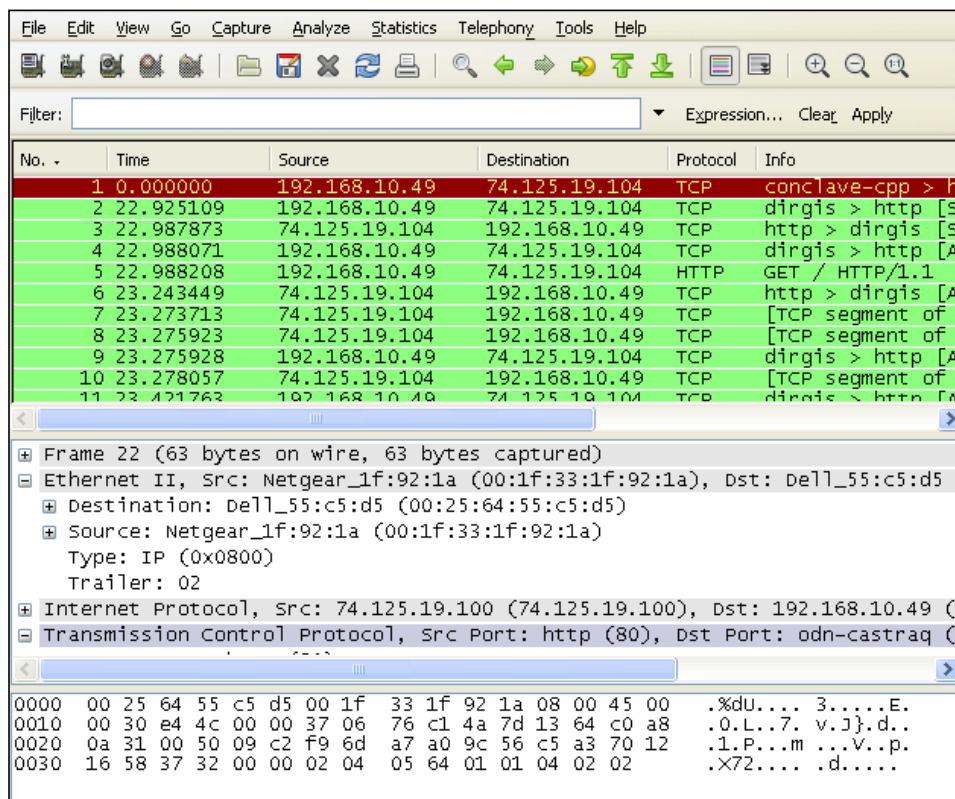 File Edit View Go Capture Analyze Statistics Telephony Tools Help
Filter: Expression... Clear Apply
No. Time Source Destination Protocol Info
1 0.000000 192.168.10.49 74.125.19.104 TCP conclave-cpp > h
2 22.925109 192.168.10.49 74.125.19.104 TCP dirgis > http [S
3 22.987873 74.125.19.104 192.168.10.49 TCP http > dirgis [S
4 22.988071 192.168.10.49 74.125.19.104 TCP dirgis > http [A
5 22.988208 192.168.10.49 74.125.19.104 HTTP GET / HTTP/1.1
6 23.243449 74.125.19.104 192.168.10.49 TCP http > dirgis [A
7 23.273713 74.125.19.104 192.168.10.49 TCP [TCP segment of
8 23.275923 74.125.19.104 192.168.10.49 TCP [TCP segment of
9 23.275928 192.168.10.49 74.125.19.104 TCP dirgis > http [A
10 23.278057 74.125.19.104 192.168.10.49 TCP [TCP segment of
11 23.421763 192.168.10.49 74.125.19.104 TCP dirgis > http [A
Frame 22 (63 bytes on wire, 63 bytes captured)
Ethernet II, Src: Netgear_1f:92:1a (00:1f:33:1f:92:1a), Dst: Dell_55:c5:d5
Destination: Dell_55:c5:d5 (00:25:64:55:c5:d5)
Source: Netgear_1f:92:1a (00:1f:33:1f:92:1a)
Type: IP (0x0800)
Trailer: 02
Internet Protocol, Src: 74.125.19.100 (74.125.19.100), Dst: 192.168.10.49 (
Transmission Control Protocol, Src Port: http (80), Dst Port: odn-castraq (
0000 00 25 64 55 c5 d5 00 1f 33 1f 92 1a 08 00 45 00 .%dU.... 3.....E.
0010 00 30 e4 4c 00 00 37 06 76 c1 4a 7d 13 64 c0 a8 .0.L..7. v.J}.d..
0020 0a 31 00 50 09 c2 f9 6d a7 a0 9c 56 c5 a3 70 12 .1.P...m ...V..p.
0030 16 58 37 32 00 00 02 04 05 64 01 01 04 02 02 .X72.... .d.....